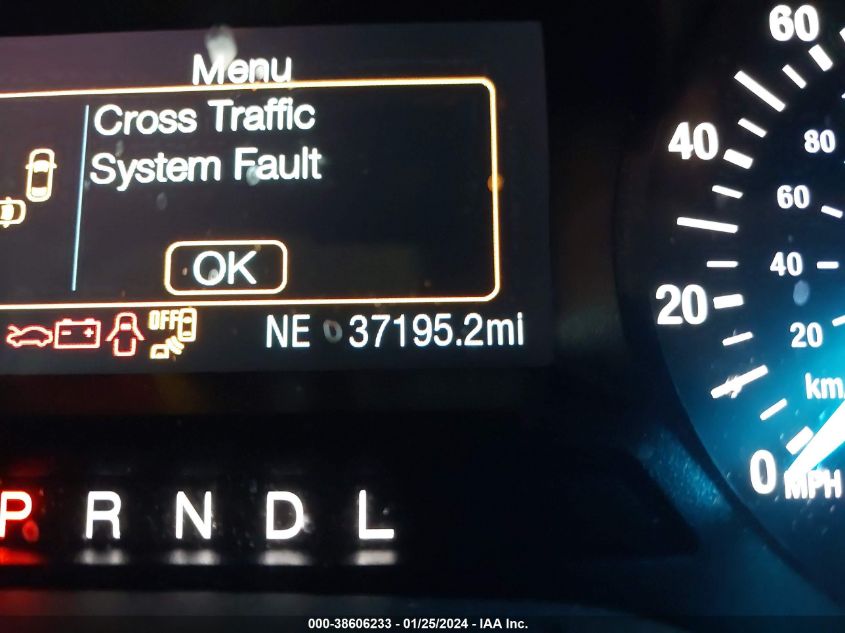 Menu
Cross Traffic
System Fault
OK
OFF
NE 37195.2mi
P R N D L
60
40
20
0
80
60
40
20
MPH
000-38606233 - 01/25/2024 - IAA Inc.